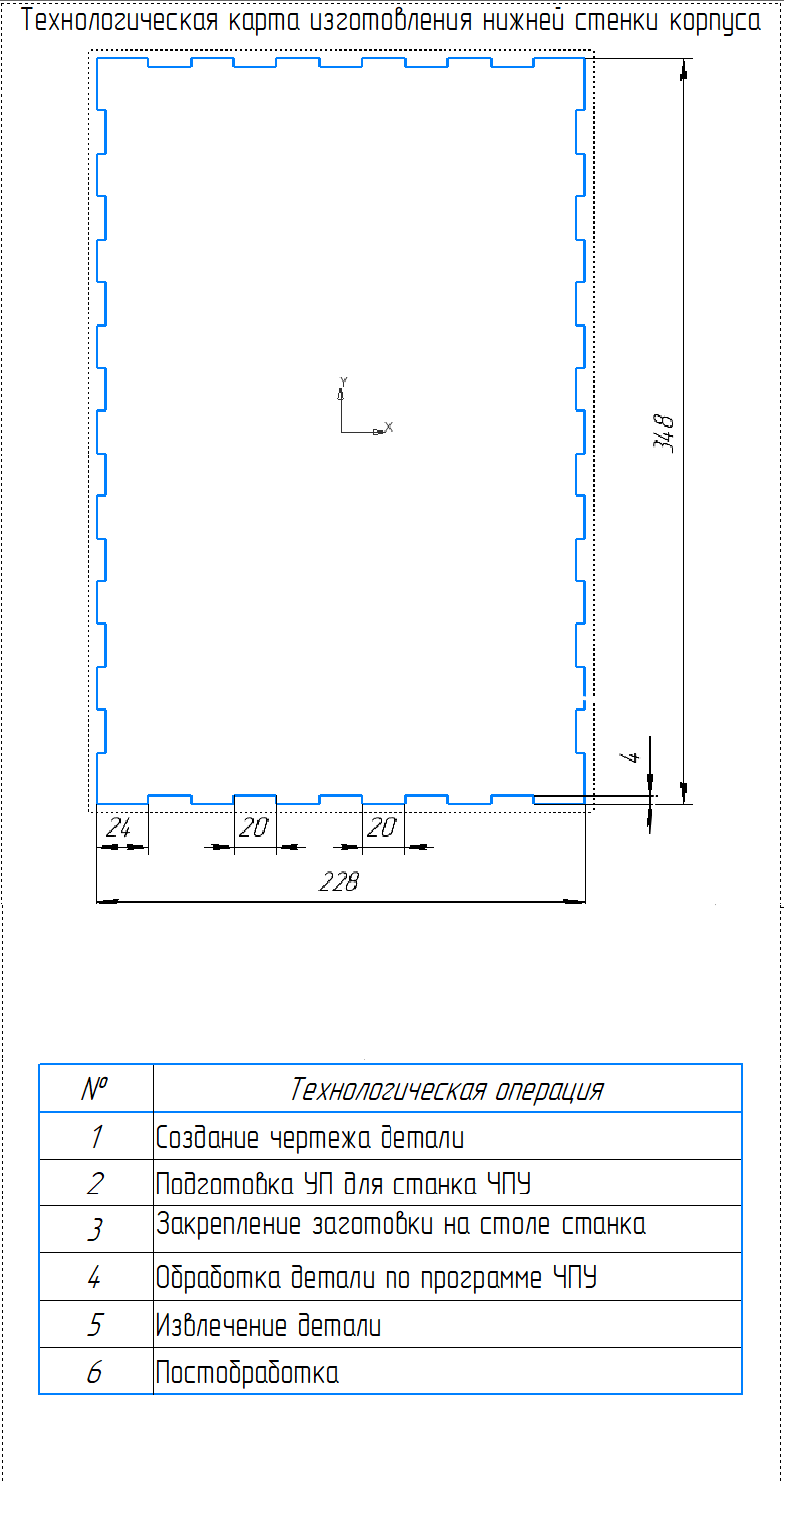 Технологическая карта изготовления нижней стенки корпуса
Y
X
348
4
24
20
20
228
№ Технологическая операция
1 Создание чертежа детали
2 Подготовка УП для станка ЧПУ
3 Закрепление заготовки на столе станка
4 Обработка детали по программе ЧПУ
5 Извлечение детали
6 Постобработка